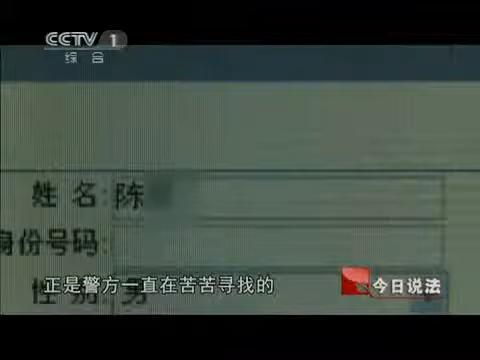 CCTV 1
综合
姓 名: 陈
身份号码:
性 别: 男
正是警方一直在苦苦寻找的
今日说法